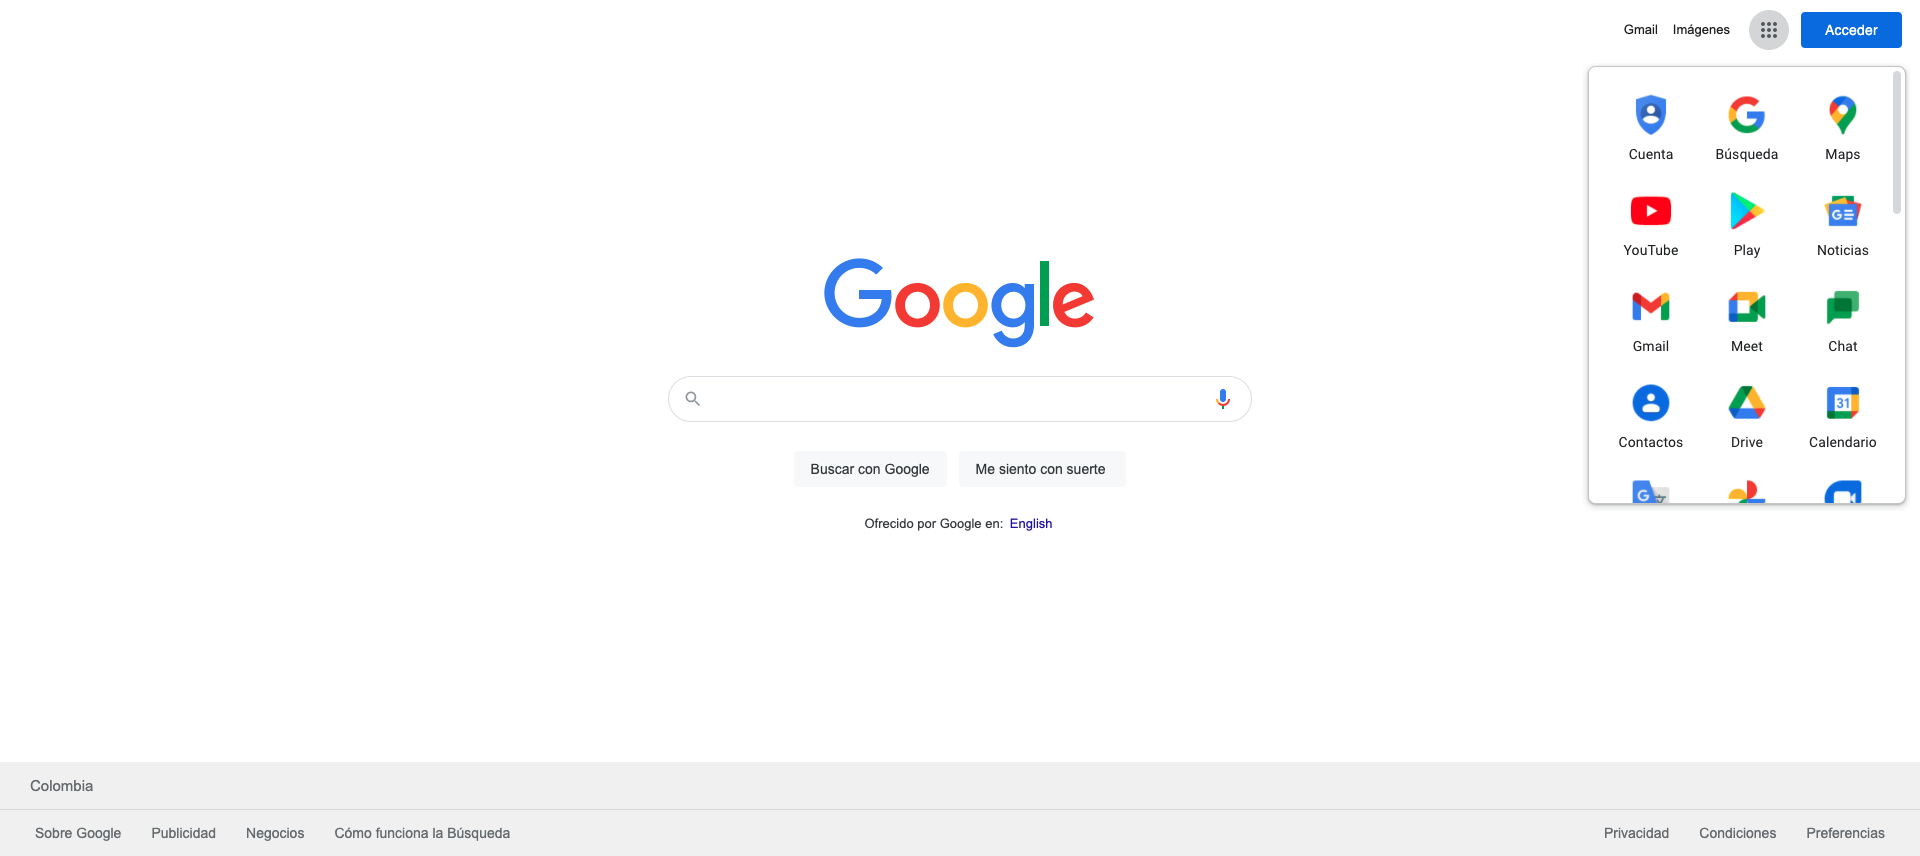 Gmail Imágenes Acceder
Cuenta Búsqueda Maps
YouTube Play Noticias
Gmail Meet Chat
Contactos Drive Calendario
Google
Buscar con Google Me siento con suerte
Ofrecido por Google en: English
Colombia
Sobre Google Publicidad Negocios Cómo funciona la Búsqueda
Privacidad Condiciones Preferencias